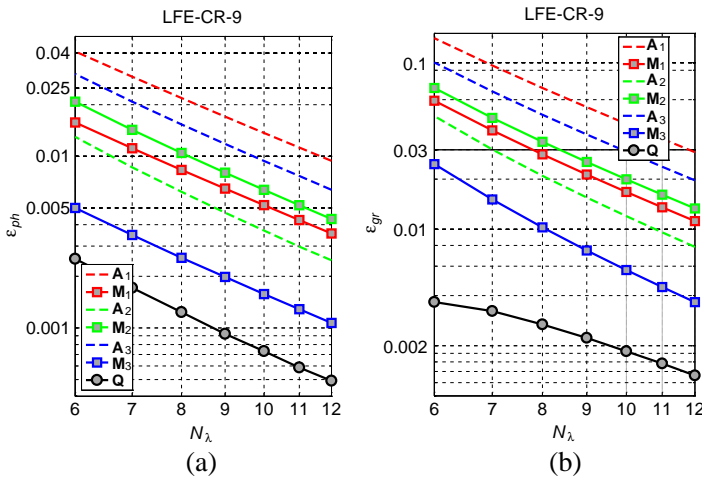 LFE-CR-9
0.04
0.025
0.01
0.005
0.001
ε_ph
A1
M1
A2
M2
A3
M3
Q
6 7 8 9 10 11 12
N_λ
(a)
LFE-CR-9
0.1
0.03
0.01
0.002
ε_gr
A1
M1
A2
M2
A3
M3
Q
6 7 8 9 10 11 12
N_λ
(b)